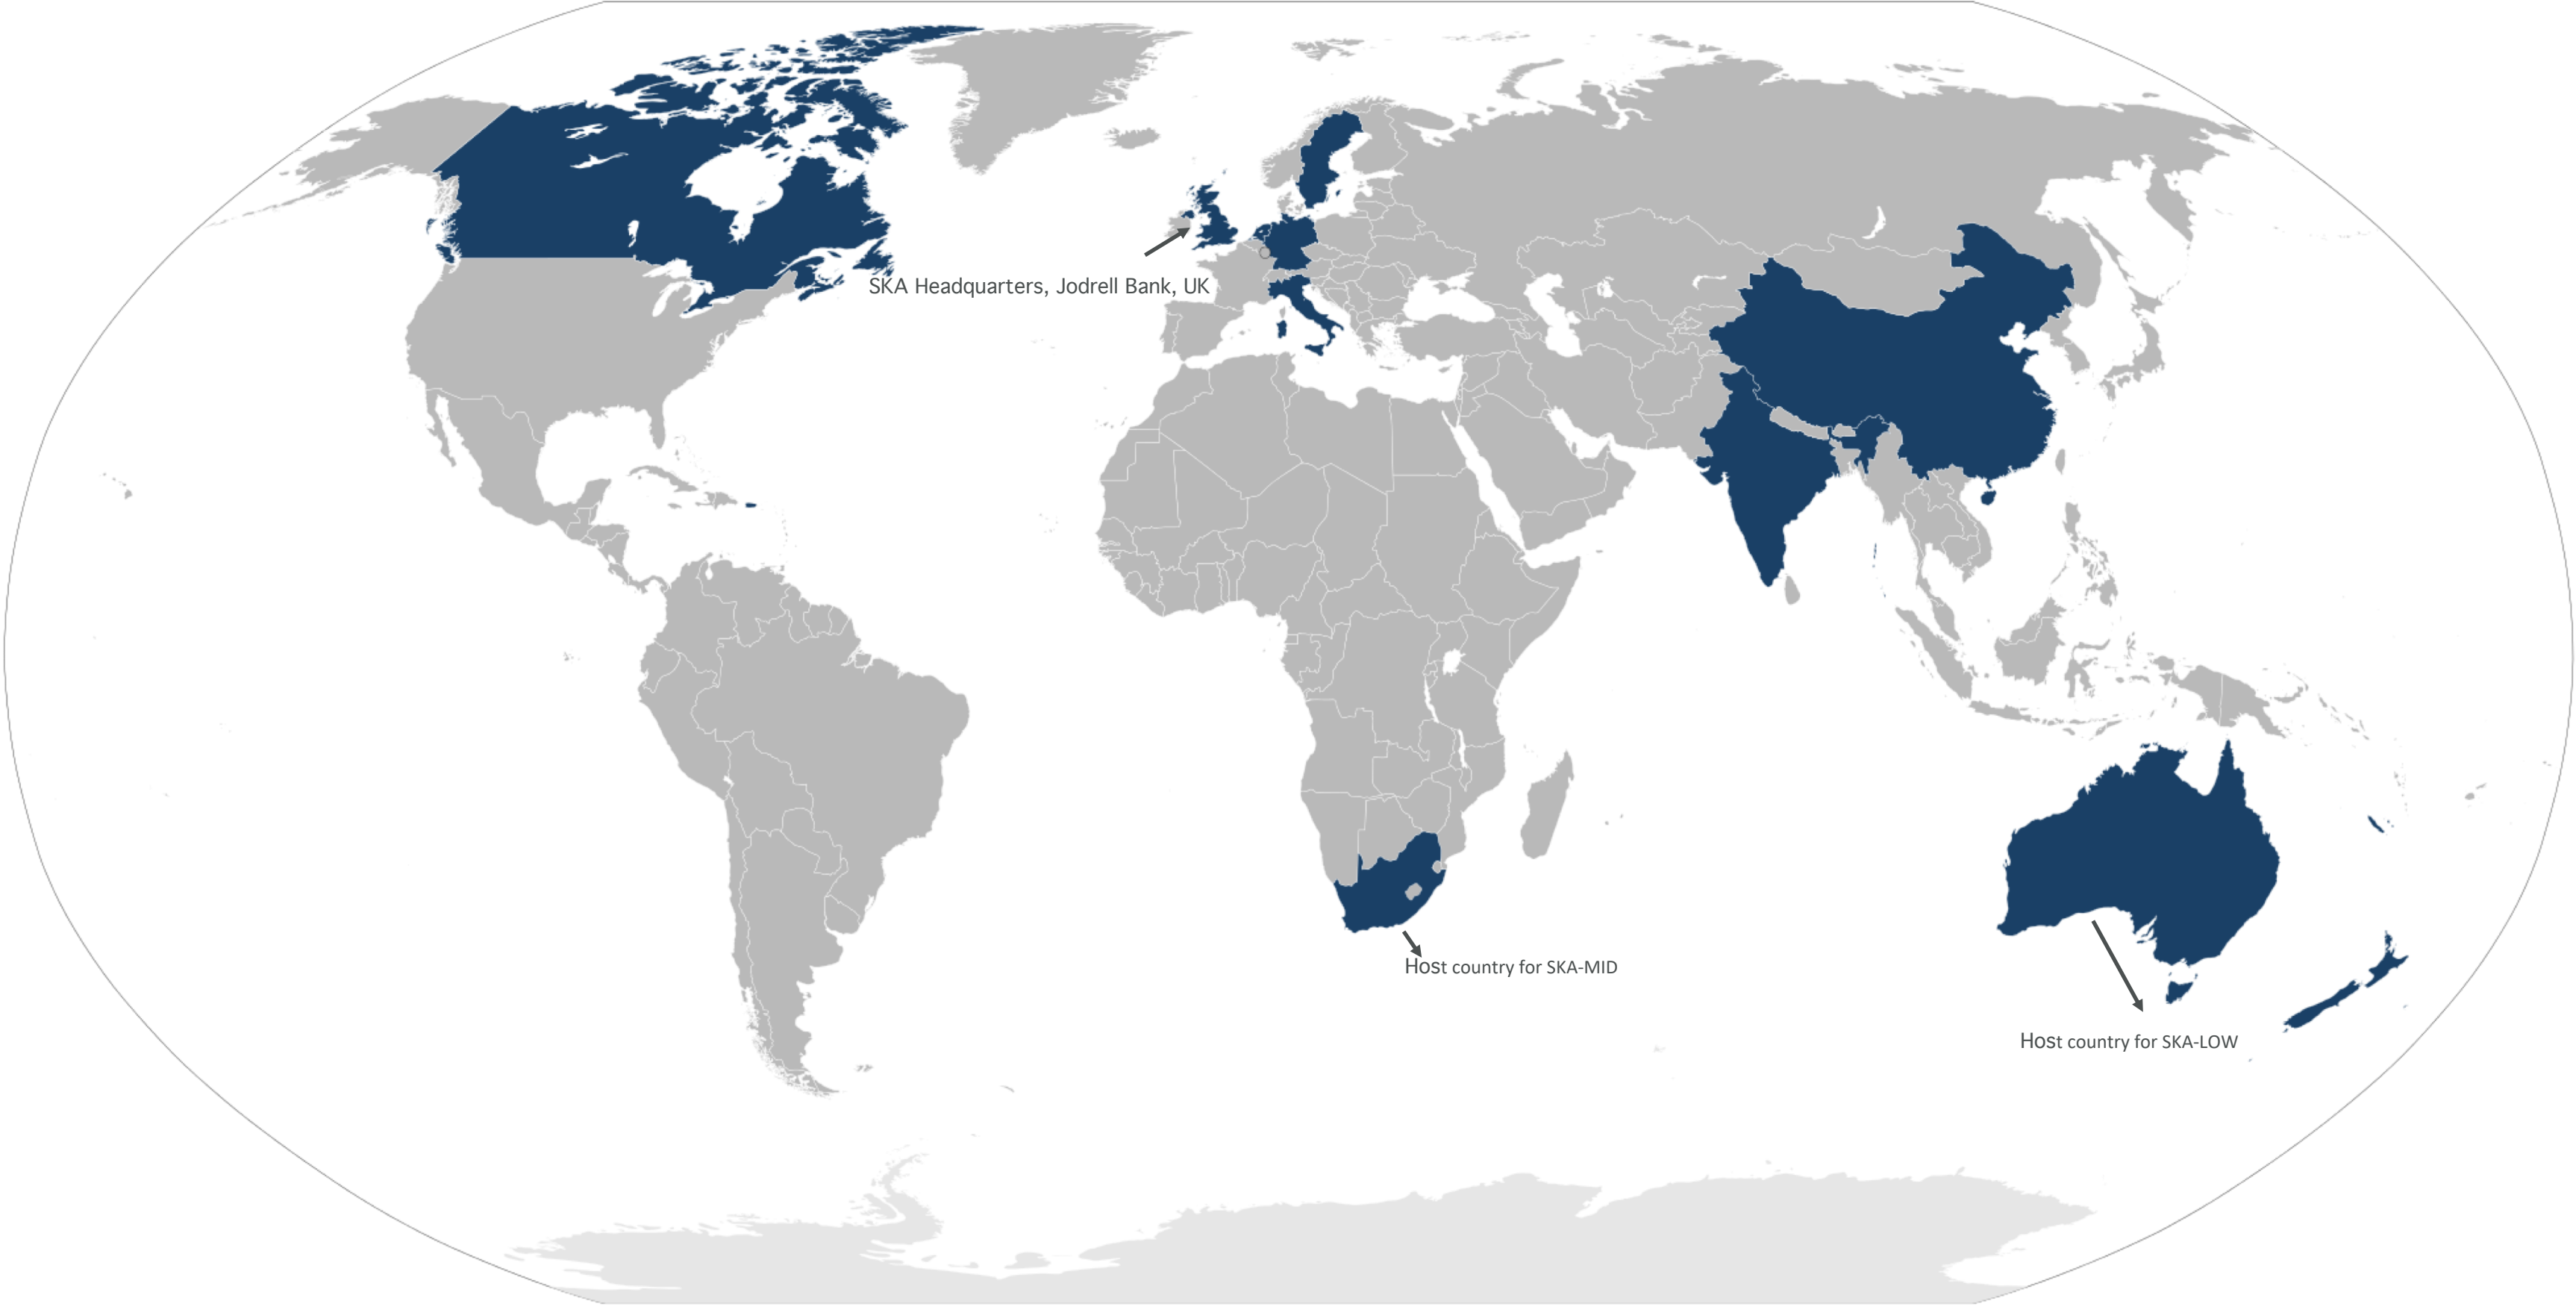 SKA Headquarters, Jodrell Bank, UK
Host country for SKA-MID
Host country for SKA-LOW